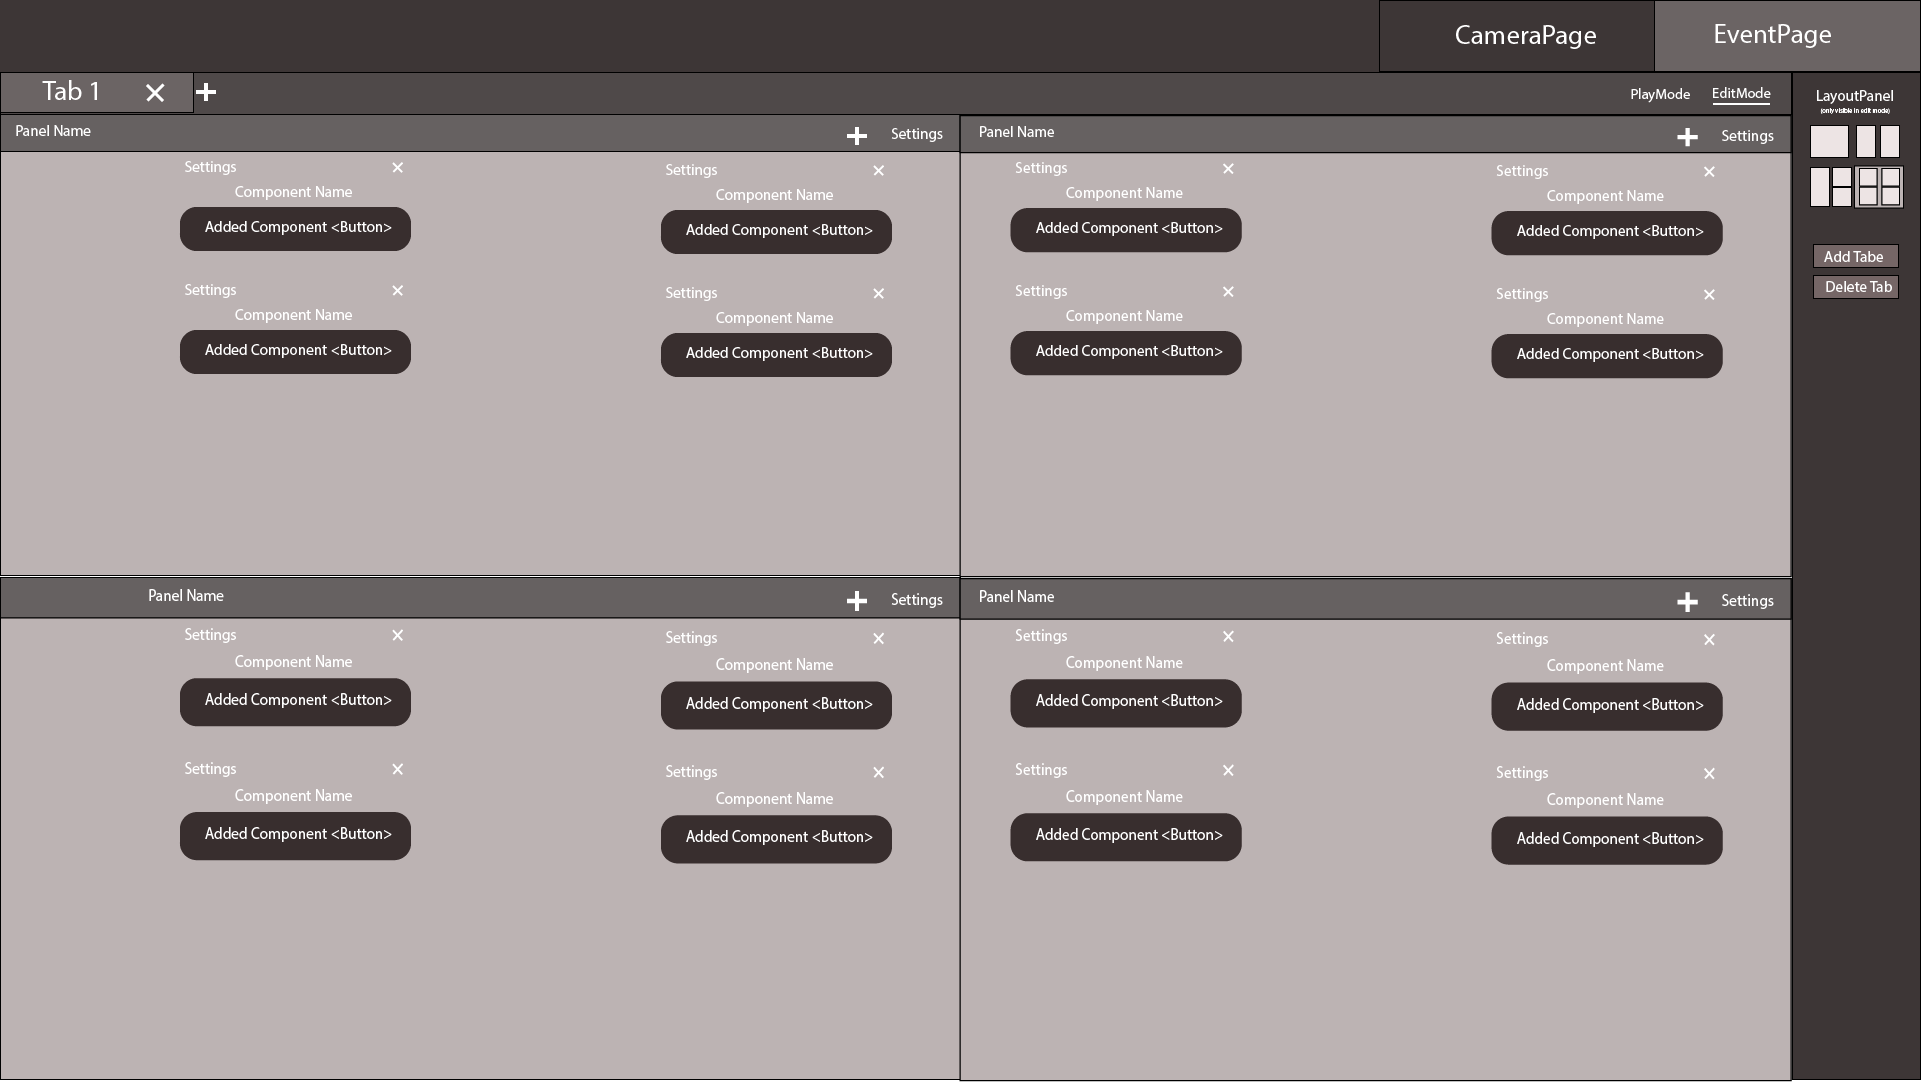 CameraPage
EventPage
Tab 1
PlayMode
EditMode
LayoutPanel
(only visible in edit mode)
Add Tabe
Delete Tab
Panel Name
Settings
Settings
Component Name
Added Component <Button>
Settings
Component Name
Added Component <Button>
Settings
Component Name
Added Component <Button>
Settings
Component Name
Added Component <Button>
Panel Name
Settings
Settings
Component Name
Added Component <Button>
Settings
Component Name
Added Component <Button>
Settings
Component Name
Added Component <Button>
Settings
Component Name
Added Component <Button>
Panel Name
Settings
Settings
Component Name
Added Component <Button>
Settings
Component Name
Added Component <Button>
Settings
Component Name
Added Component <Button>
Settings
Component Name
Added Component <Button>
Panel Name
Settings
Settings
Component Name
Added Component <Button>
Settings
Component Name
Added Component <Button>
Settings
Component Name
Added Component <Button>
Settings
Component Name
Added Component <Button>